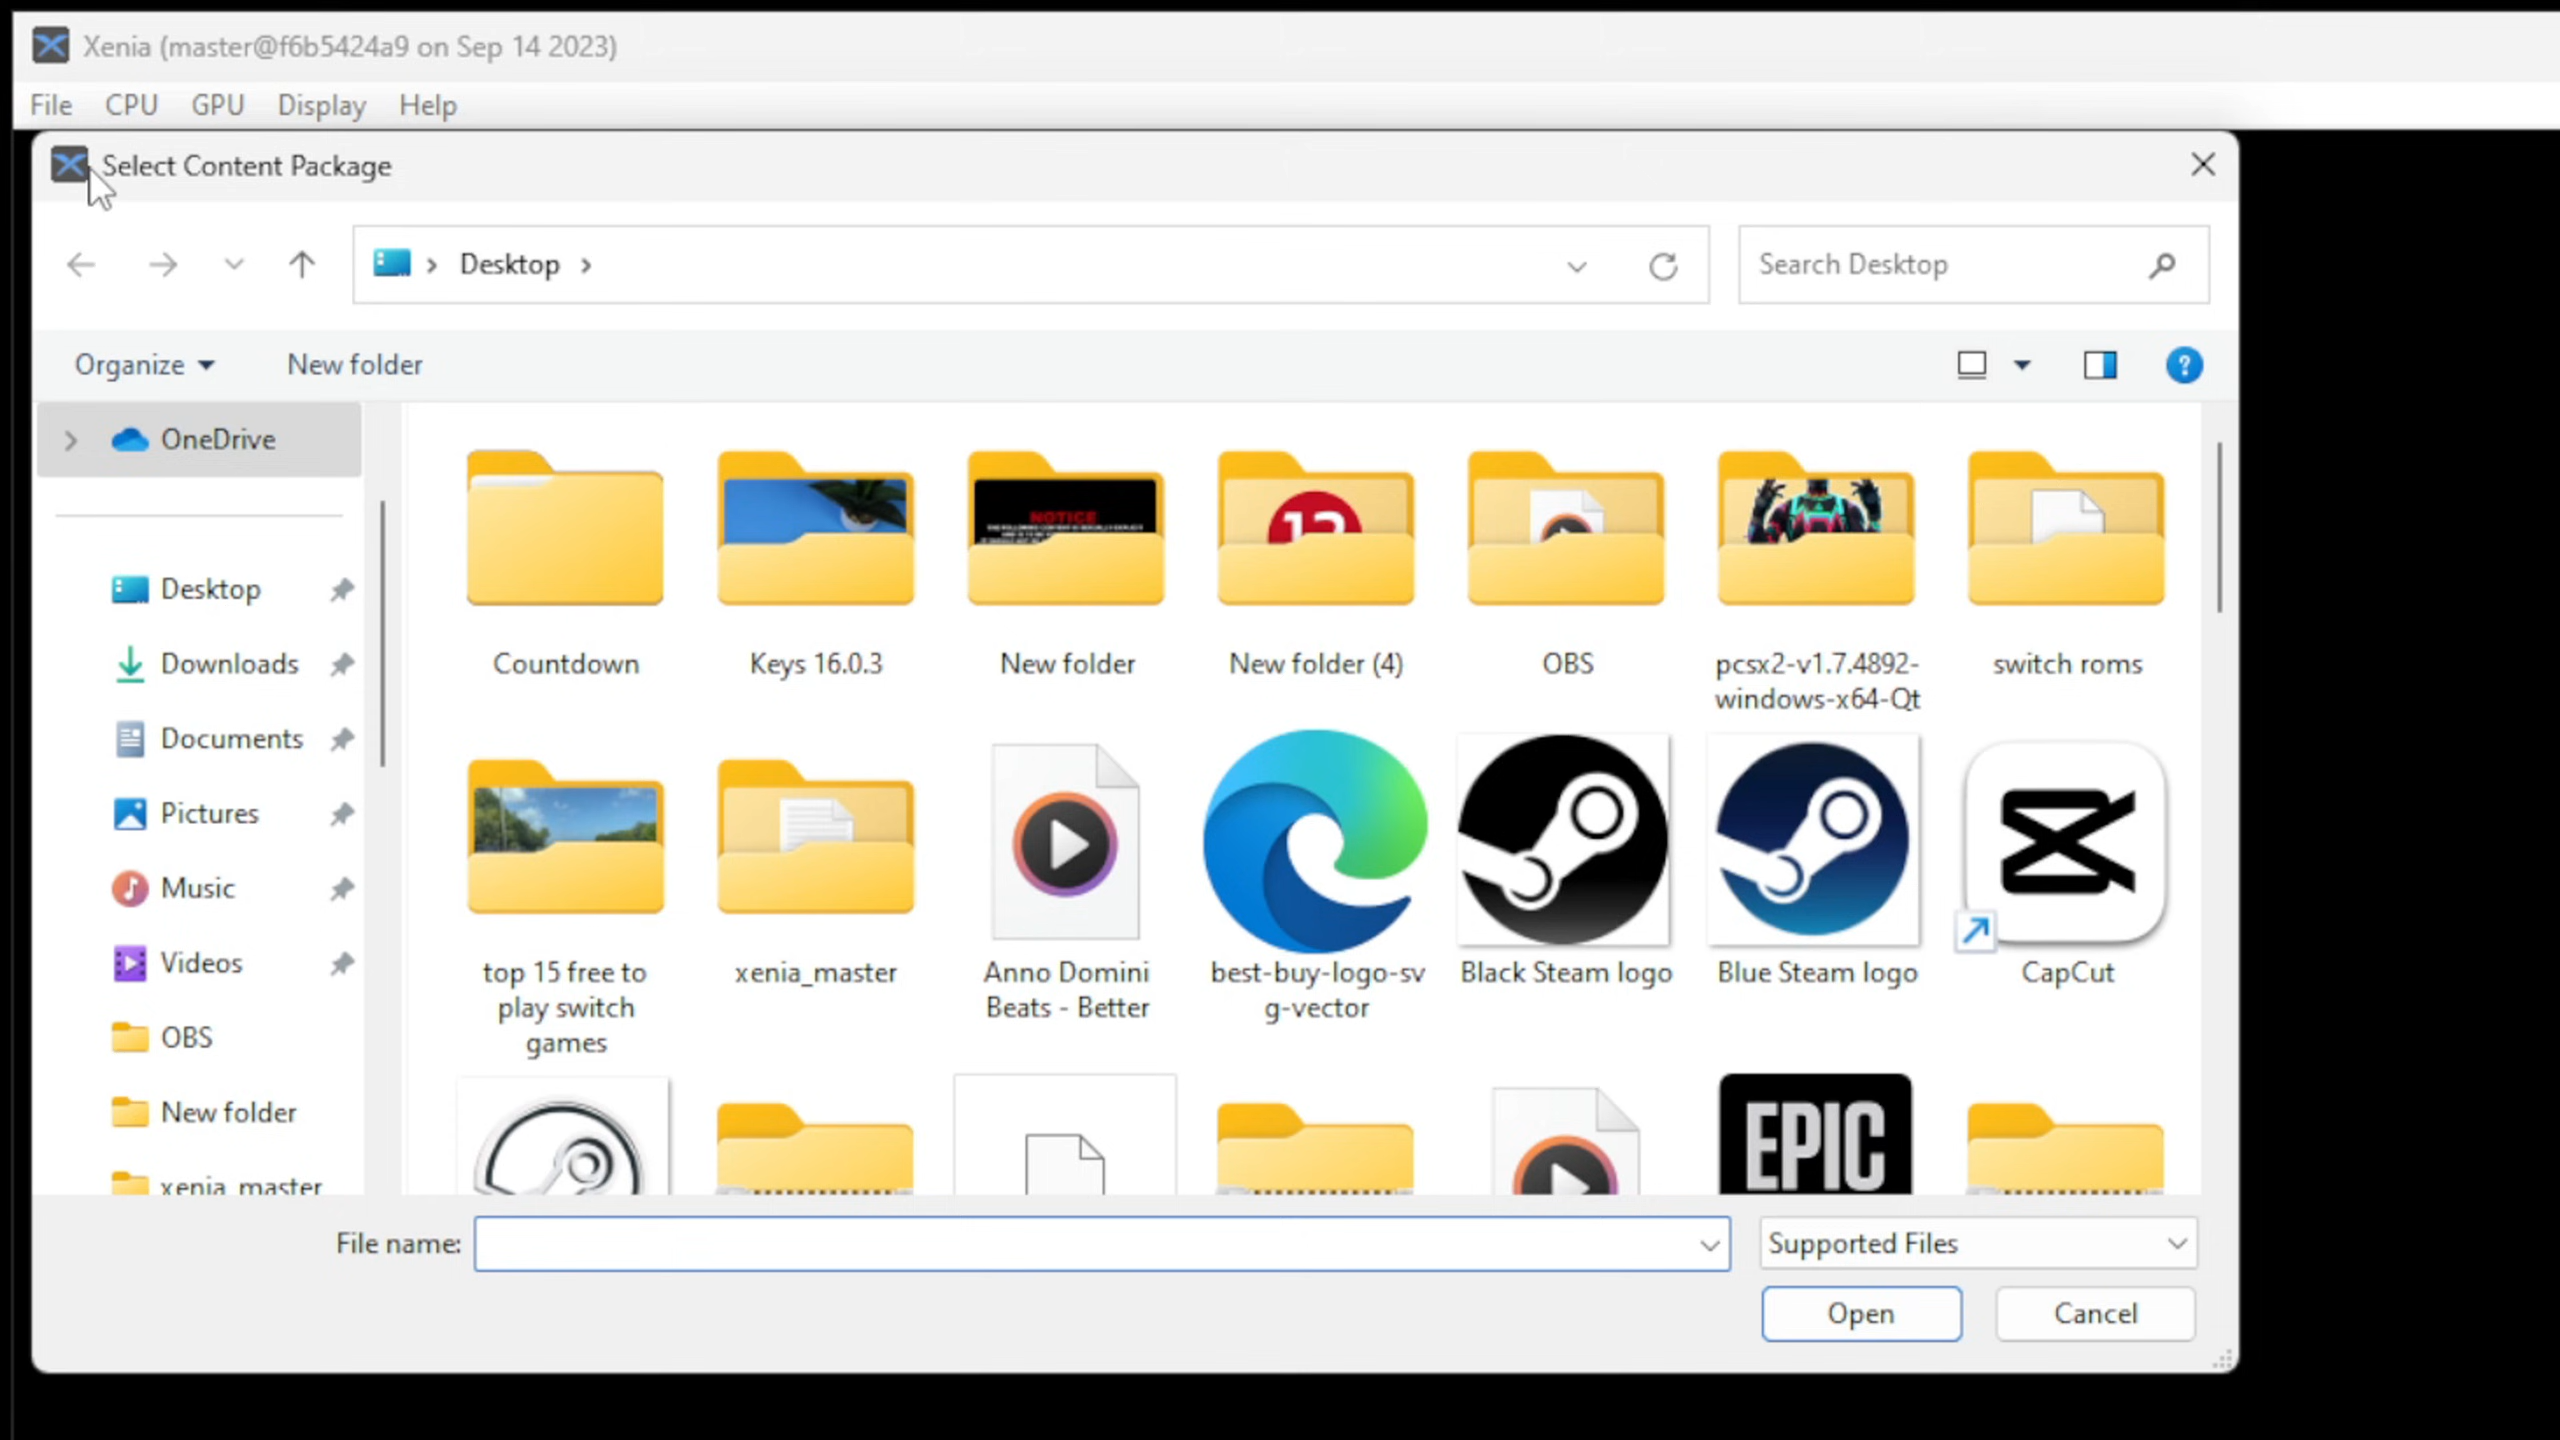 Xenia (master@f6b5424a9 on Sep 14 2023)
File CPU GPU Display Help
Select Content Package
Desktop
Search Desktop
Organize New folder
OneDrive
Desktop
Downloads
Documents
Pictures
Music
Videos
OBS
New folder
xenia_master
NOTICE
Countdown
Keys 16.0.3
New folder
New folder (4)
OBS
pcsx2-v1.7.4892-
windows-x64-Qt
switch roms
top 15 free to
play switch
games
xenia_master
Anno Domini
Beats - Better
best-buy-logo-sv
g-vector
Black Steam logo
Blue Steam logo
CapCut
EPIC
File name:
Supported Files
Open
Cancel